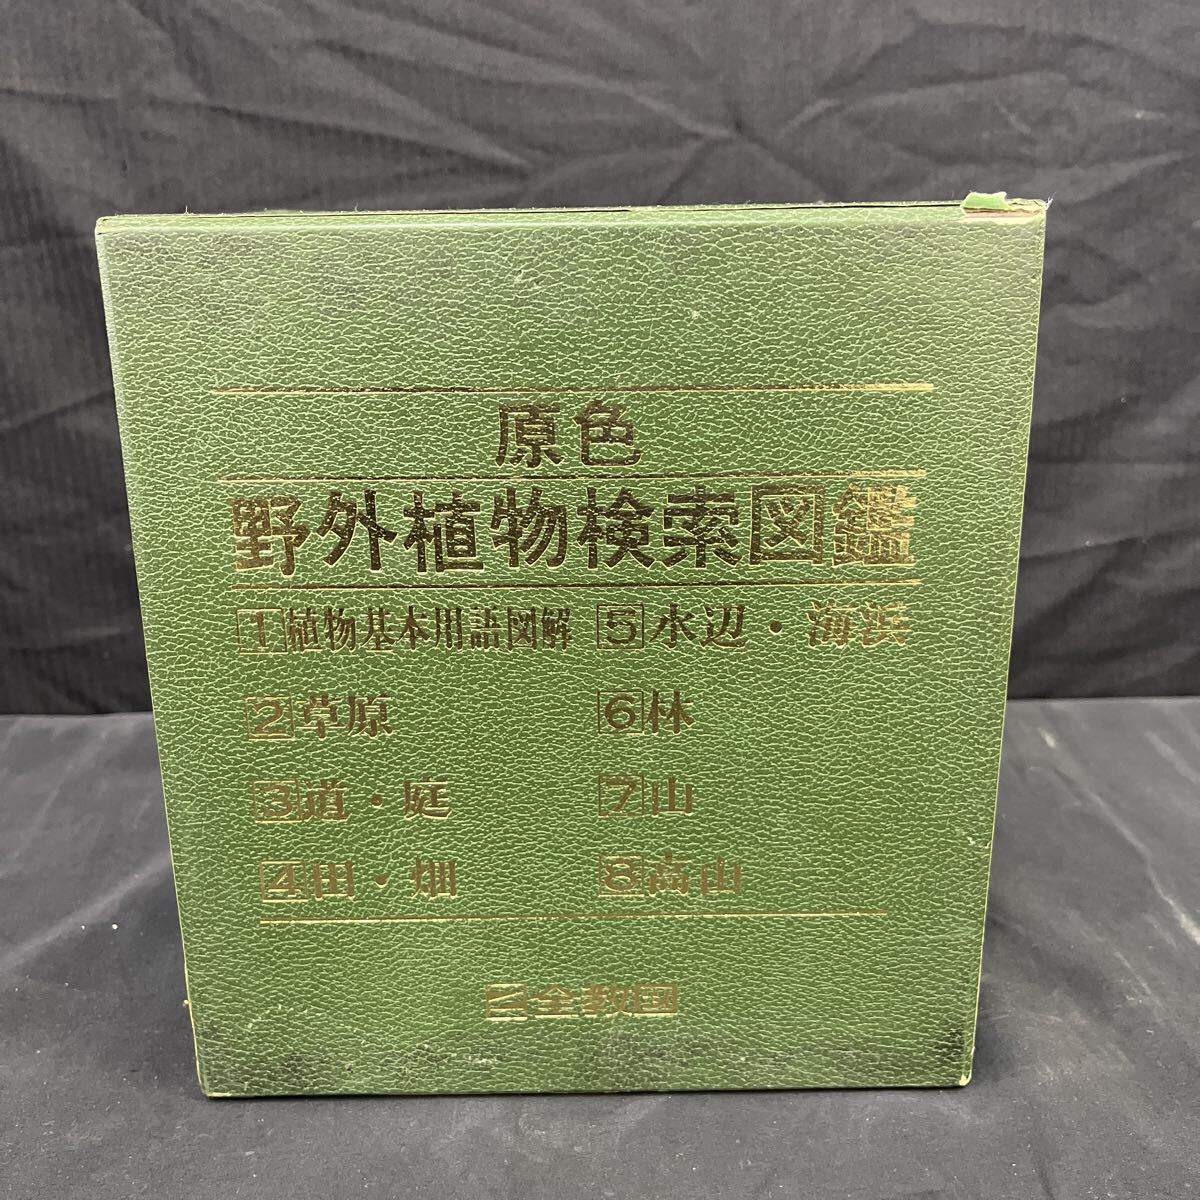 原色
野外植物検索図鑑
1 植物基本用語図解
2 草原
3 道・庭
4 田・畑
5 水辺・海浜
6 林
7 山
8 高山
全教図